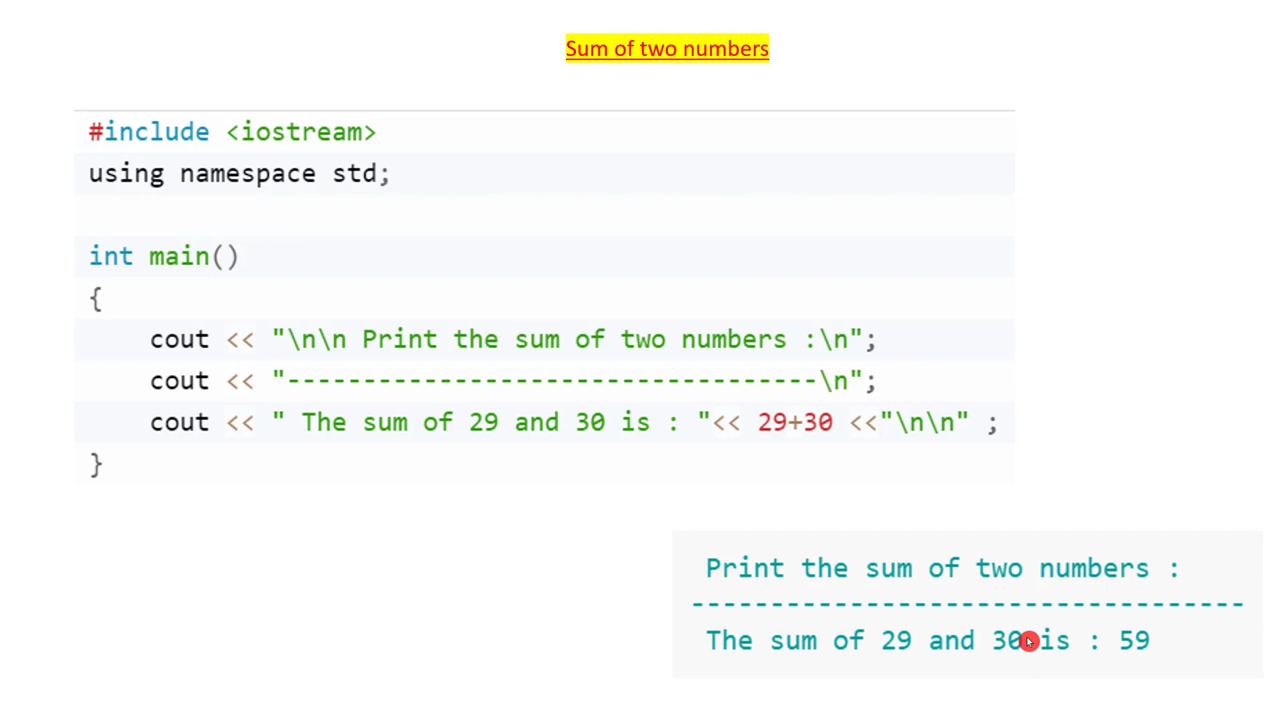 Sum of two numbers
#include <iostream>
using namespace std;
int main()
{
    cout << "\n\n Print the sum of two numbers :\n";
    cout << "-----------------------------------\n";
    cout << " The sum of 29 and 30 is : "<< 29+30 <<"\n\n" ;
}
Print the sum of two numbers :
-----------------------------------
The sum of 29 and 30 is : 59